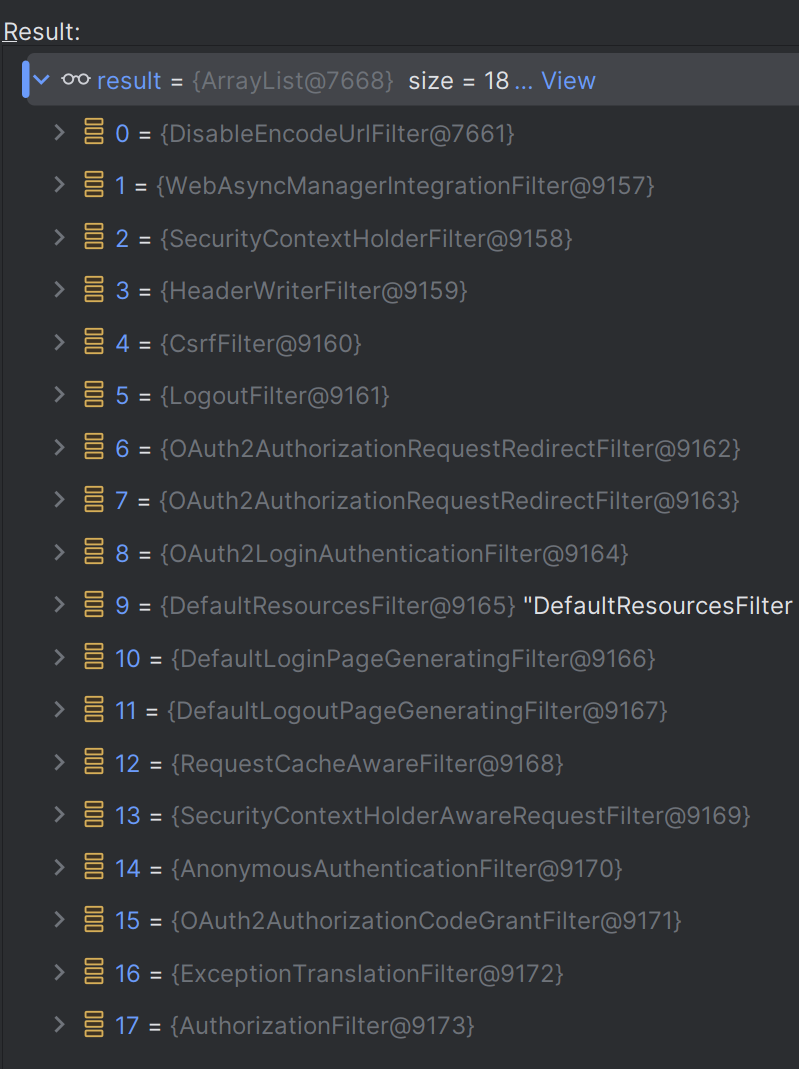 Result:
result = {ArrayList@7668} size = 18 ... View
0 = {DisableEncodeUrlFilter@7661}
1 = {WebAsyncManagerIntegrationFilter@9157}
2 = {SecurityContextHolderFilter@9158}
3 = {HeaderWriterFilter@9159}
4 = {CsrfFilter@9160}
5 = {LogoutFilter@9161}
6 = {OAuth2AuthorizationRequestRedirectFilter@9162}
7 = {OAuth2AuthorizationRequestRedirectFilter@9163}
8 = {OAuth2LoginAuthenticationFilter@9164}
9 = {DefaultResourcesFilter@9165} "DefaultResourcesFilter
10 = {DefaultLoginPageGeneratingFilter@9166}
11 = {DefaultLogoutPageGeneratingFilter@9167}
12 = {RequestCacheAwareFilter@9168}
13 = {SecurityContextHolderAwareRequestFilter@9169}
14 = {AnonymousAuthenticationFilter@9170}
15 = {OAuth2AuthorizationCodeGrantFilter@9171}
16 = {ExceptionTranslationFilter@9172}
17 = {AuthorizationFilter@9173}